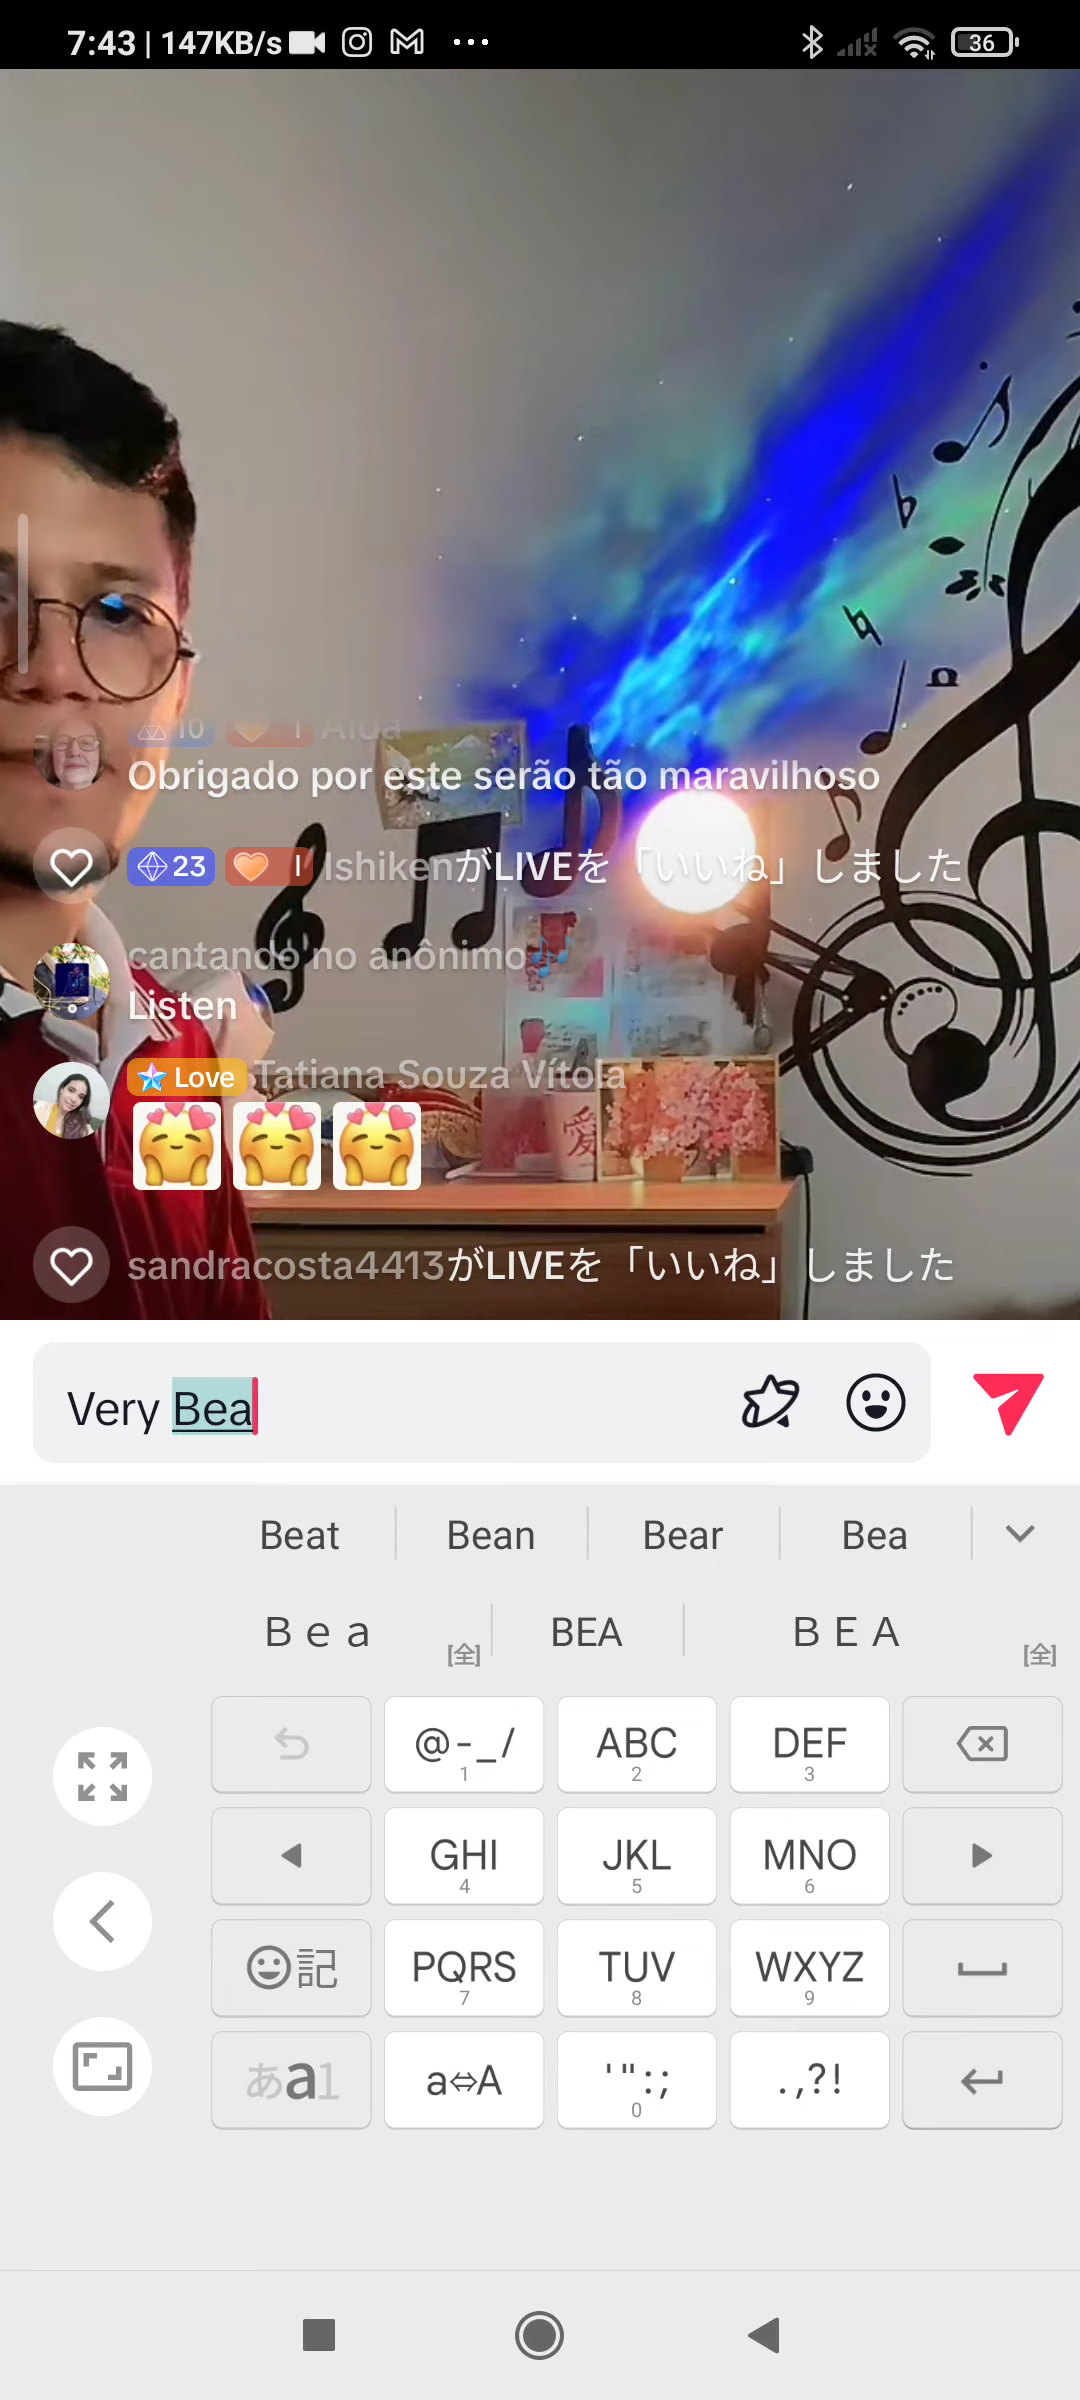 7:43 | 147KB/s
36
10 I Aida
Obrigado por este serão tão maravilhoso
23 I IshikenがLIVEを「いいね」しました
cantando no anônimo🎶
Listen
Love Tatiana Souza Vítola
🥰🥰🥰
愛
sandracosta4413がLIVEを「いいね」しました
Very Bea
Beat Bean Bear Bea
Ｂｅａ [全] BEA ＢＥＡ [全]
@-_/ 1 ABC 2 DEF 3
GHI 4 JKL 5 MNO 6
記 PQRS 7 TUV 8 WXYZ 9
あa1 a⇔A '":; 0 .,?!